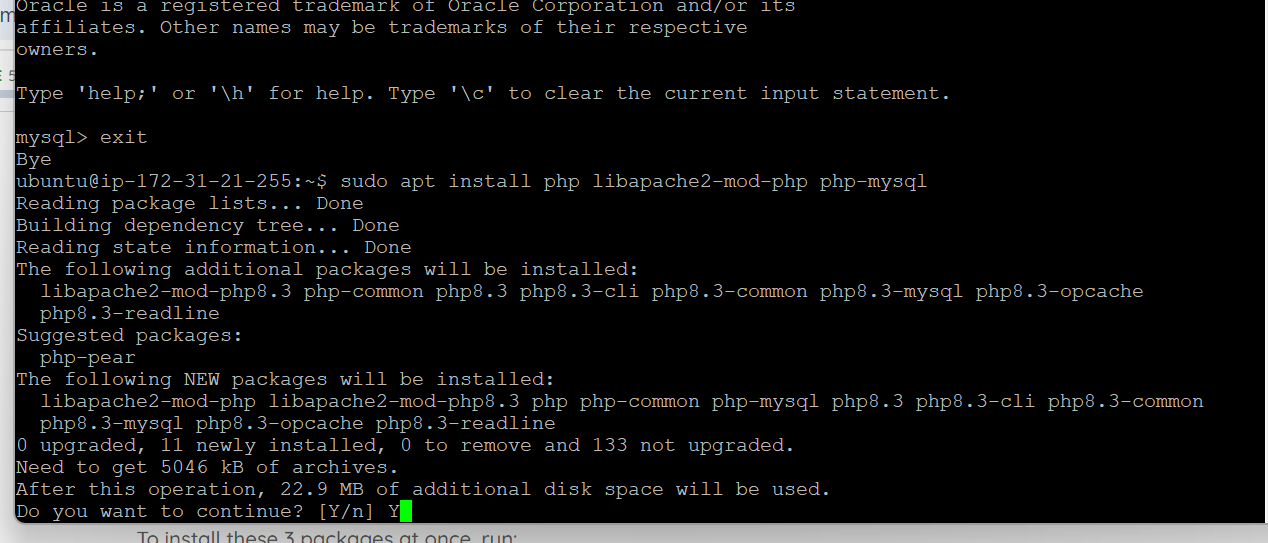 Oracle is a registered trademark of Oracle Corporation and/or its
affiliates. Other names may be trademarks of their respective
owners.
Type 'help;' or '\h' for help. Type '\c' to clear the current input statement.
mysql> exit
Bye
ubuntu@ip-172-31-21-255:~$ sudo apt install php libapache2-mod-php php-mysql
Reading package lists... Done
Building dependency tree... Done
Reading state information... Done
The following additional packages will be installed:
  libapache2-mod-php8.3 php-common php8.3 php8.3-cli php8.3-common php8.3-mysql php8.3-opcache
  php8.3-readline
Suggested packages:
  php-pear
The following NEW packages will be installed:
  libapache2-mod-php libapache2-mod-php8.3 php php-common php-mysql php8.3 php8.3-cli php8.3-common
  php8.3-mysql php8.3-opcache php8.3-readline
0 upgraded, 11 newly installed, 0 to remove and 133 not upgraded.
Need to get 5046 kB of archives.
After this operation, 22.9 MB of additional disk space will be used.
Do you want to continue? [Y/n] Y
To install these 3 packages at once, run: